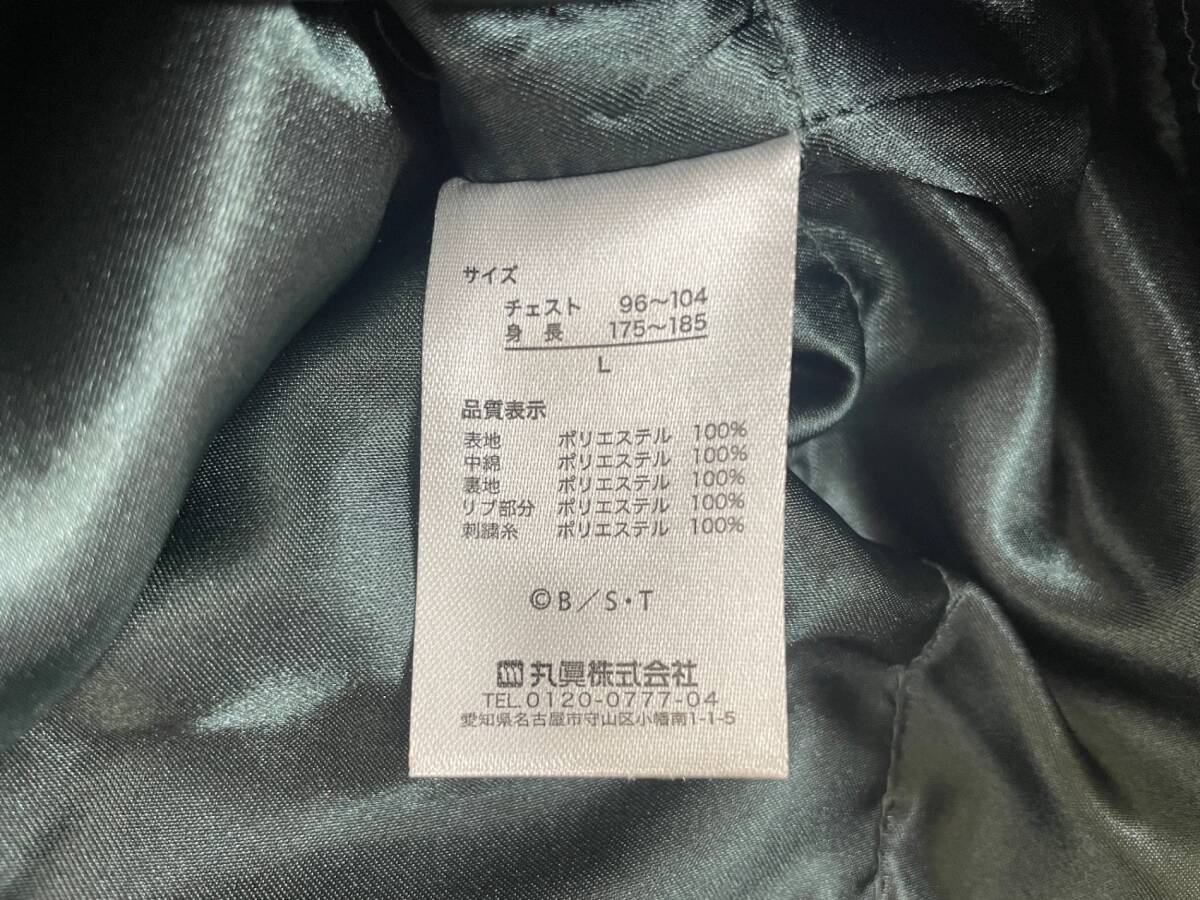 サイズ
チェスト 96～104
身長 175～185
L
品質表示
表地 ポリエステル 100%
中綿 ポリエステル 100%
裏地 ポリエステル 100%
リブ部分 ポリエステル 100%
刺繍糸 ポリエステル 100%
©B／S・T
丸眞株式会社
TEL.0120-0777-04
愛知県名古屋市守山区小幡南1-1-5